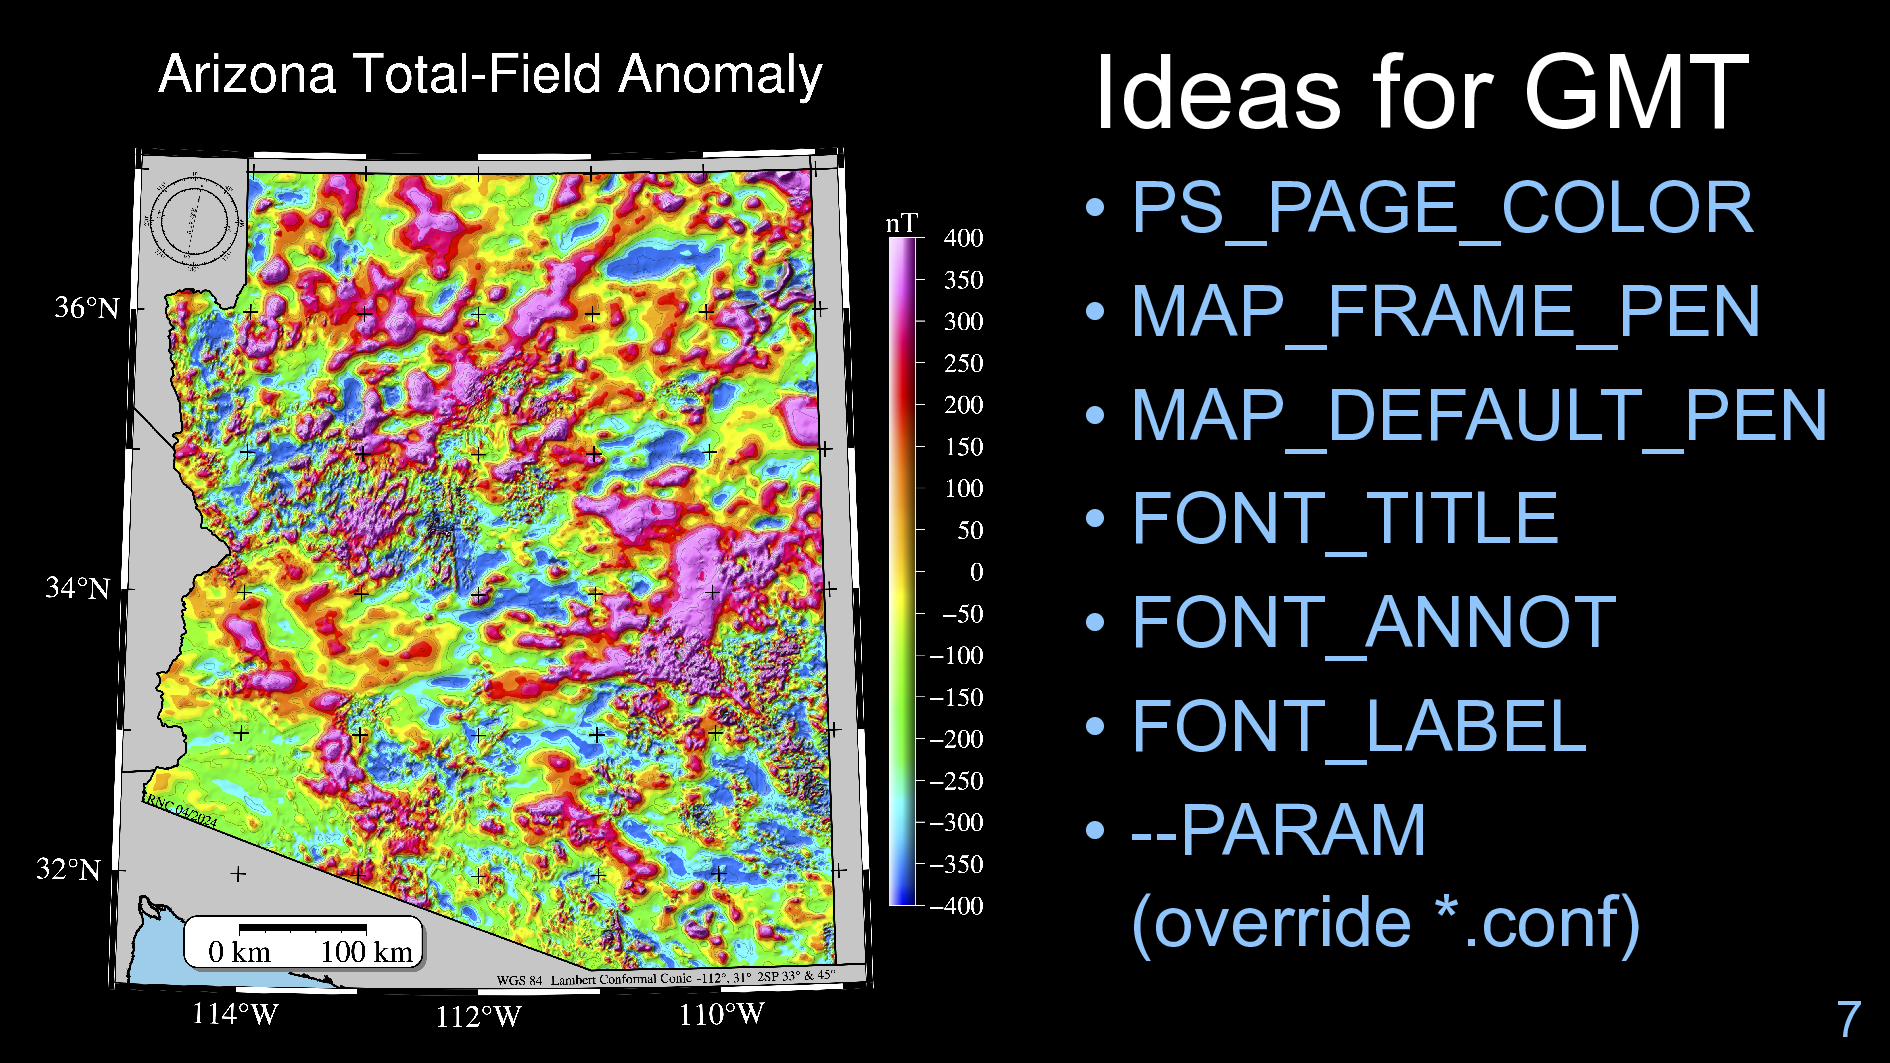 Arizona Total-Field Anomaly
36°N
34°N
32°N
114°W
112°W
110°W
RNC 04/2024
0 km 100 km
WGS 84 Lambert Conformal Conic -112°, 31° 2SP 33° & 45°
nT
400
350
300
250
200
150
100
50
0
−50
−100
−150
−200
−250
−300
−350
−400
Ideas for GMT
• PS_PAGE_COLOR
• MAP_FRAME_PEN
• MAP_DEFAULT_PEN
• FONT_TITLE
• FONT_ANNOT
• FONT_LABEL
• --PARAM
(override *.conf)
7